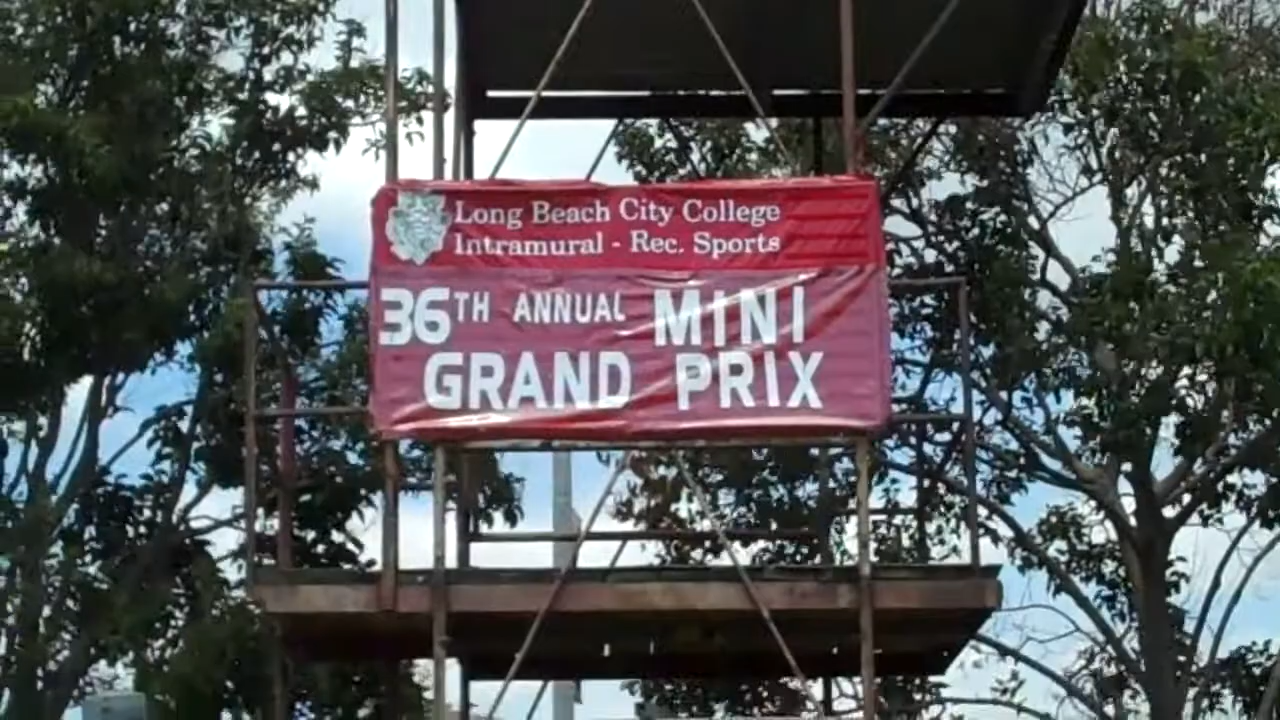 Long Beach City College
Intramural - Rec. Sports
36TH ANNUAL MINI
GRAND PRIX